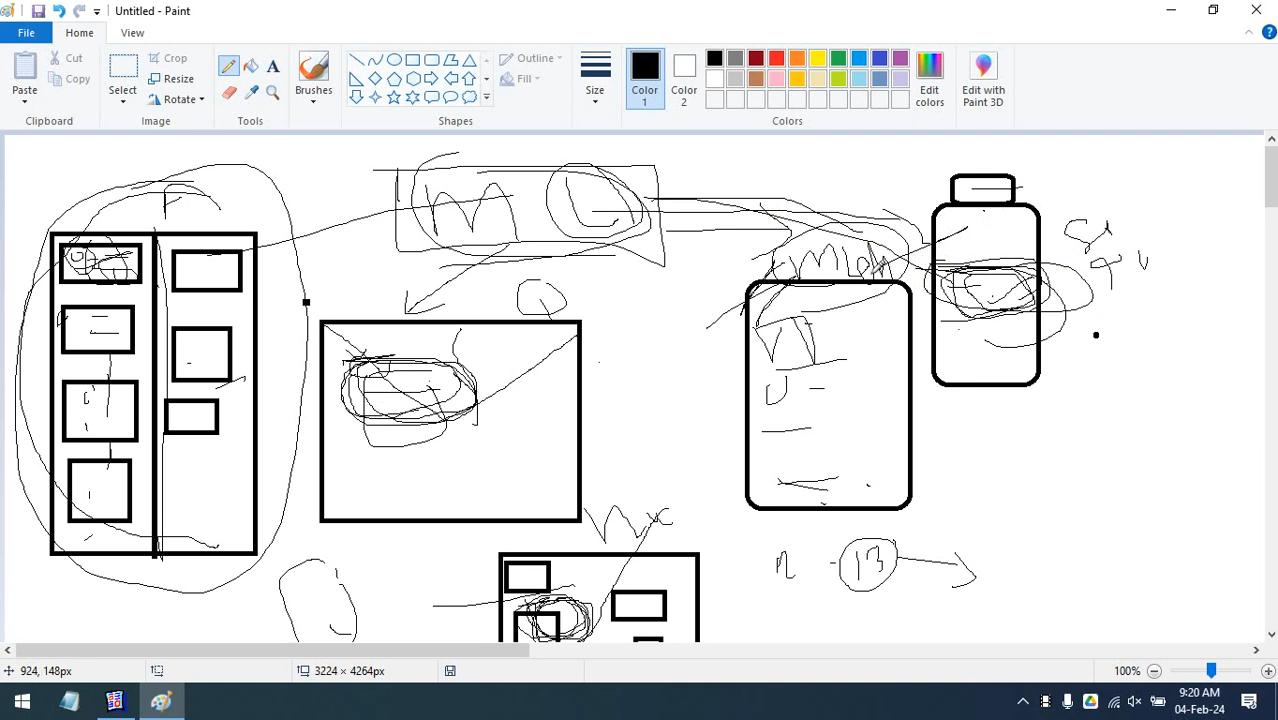 Untitled - Paint
File Home View
Paste
Cut
Copy
Clipboard
Select
Crop
Resize
Rotate
Image
A
Tools
Brushes
Outline
Fill
Shapes
Size
Color
1
Color
2
Edit
colors
Colors
Edit with
Paint 3D
924, 148px
3224 × 4264px
100%
9:20 AM
04-Feb-24